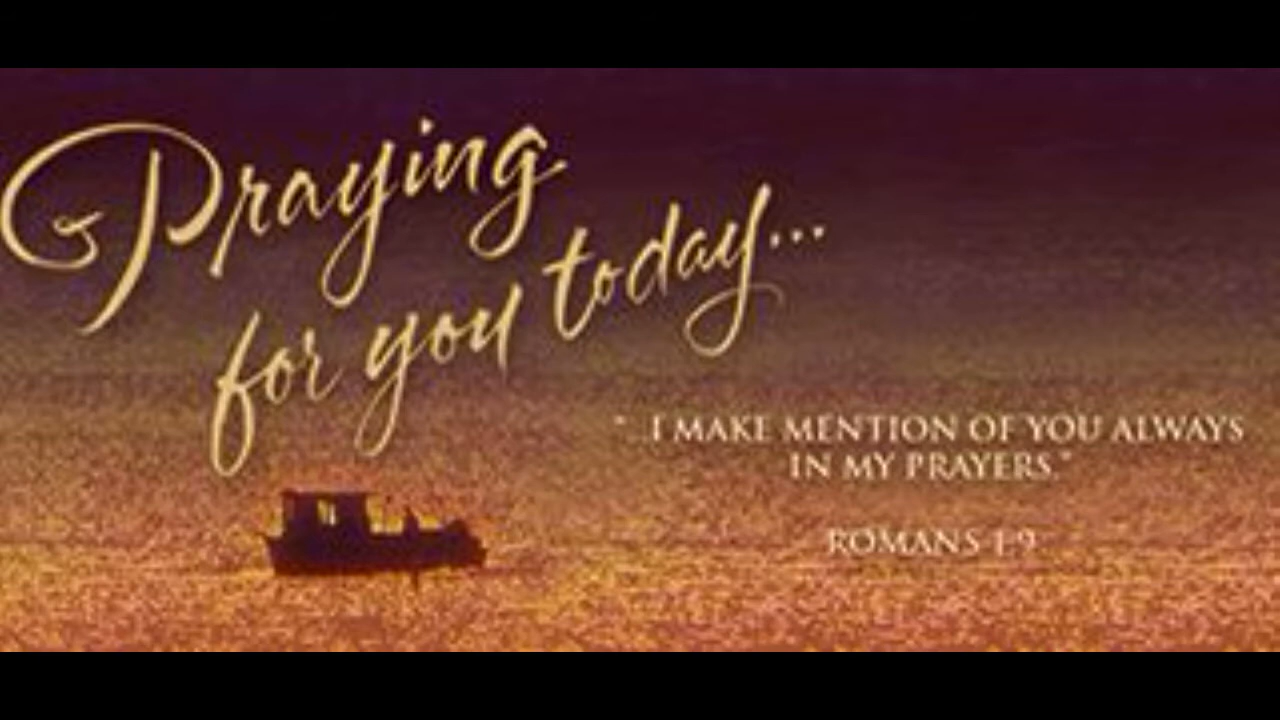 Praying
for you today...
"...I MAKE MENTION OF YOU ALWAYS
IN MY PRAYERS."
ROMANS 1:9